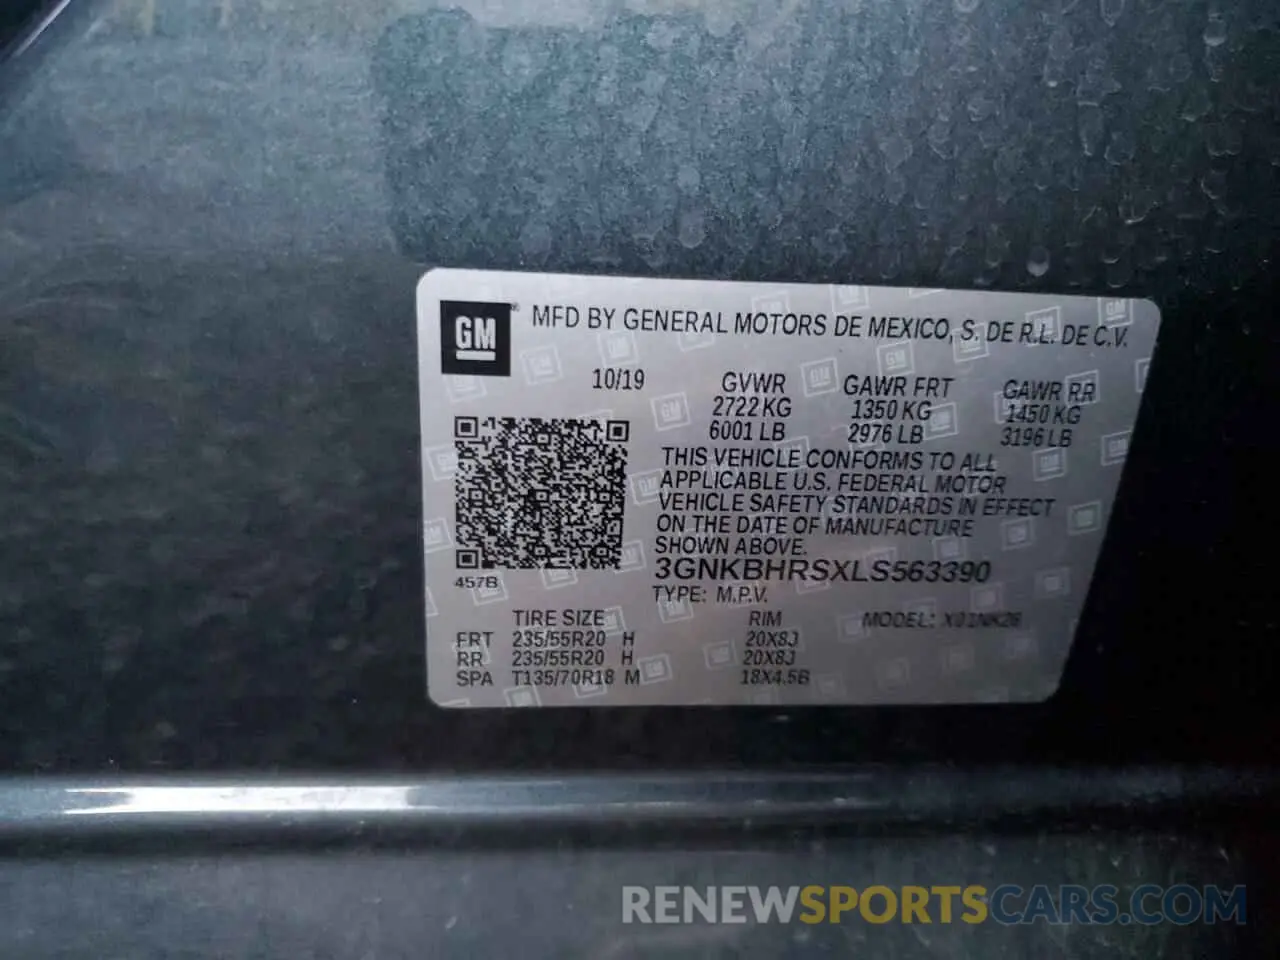 GM ® MFD BY GENERAL MOTORS DE MEXICO, S. DE R.L. DE C.V.
10/19 GVWR GAWR FRT GAWR RR
2722 KG 1350 KG 1450 KG
6001 LB 2976 LB 3196 LB
THIS VEHICLE CONFORMS TO ALL
APPLICABLE U.S. FEDERAL MOTOR
VEHICLE SAFETY STANDARDS IN EFFECT
ON THE DATE OF MANUFACTURE
SHOWN ABOVE.
3GNKBHRSXLS563390
457B
TYPE: M.P.V.
TIRE SIZE RIM MODEL: X01NK26
FRT 235/55R20 H 20X8J
RR 235/55R20 H 20X8J
SPA T135/70R18 M 18X4.5B
RENEWSPORTSCARS.COM